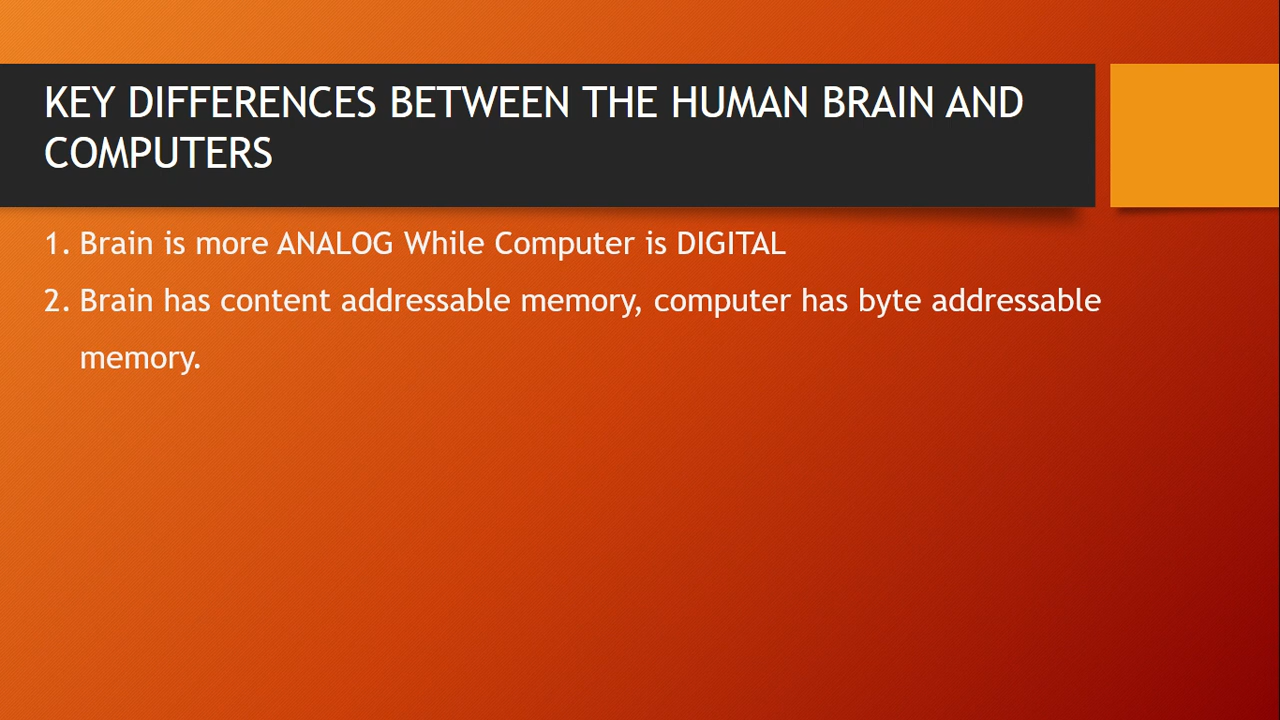 KEY DIFFERENCES BETWEEN THE HUMAN BRAIN AND
COMPUTERS
1. Brain is more ANALOG While Computer is DIGITAL
2. Brain has content addressable memory, computer has byte addressable
memory.